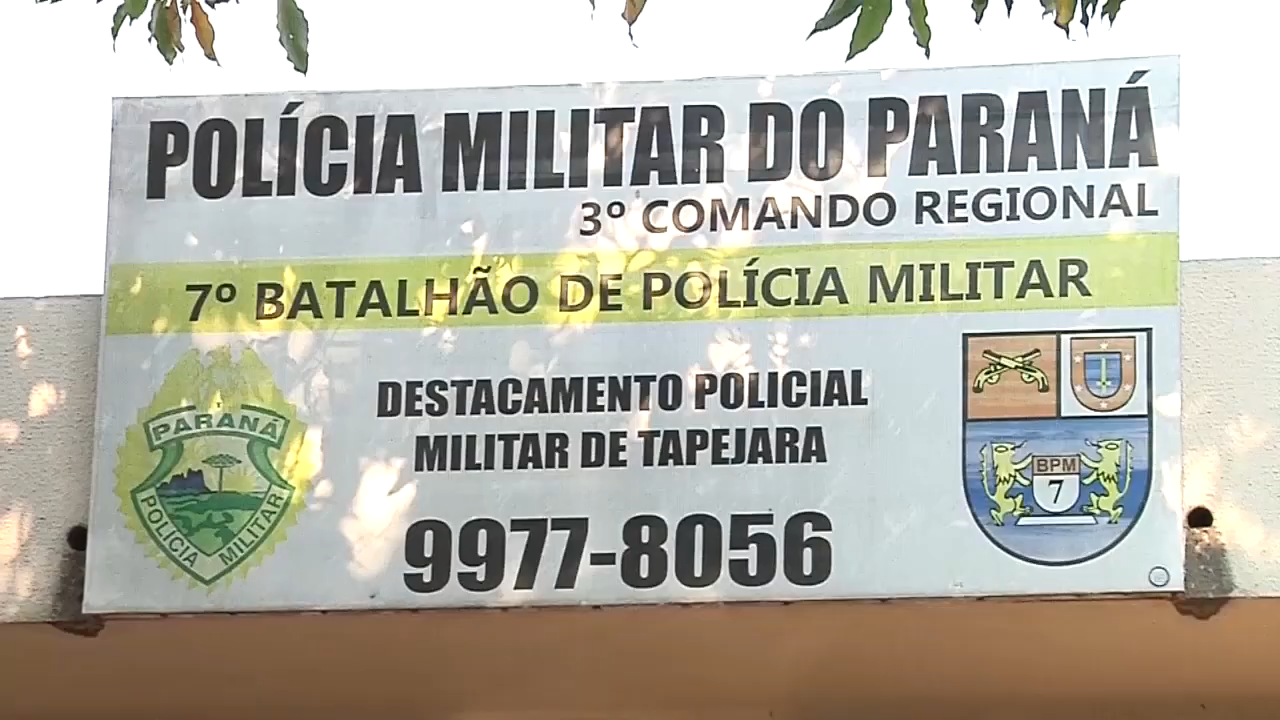 POLÍCIA MILITAR DO PARANÁ
3º COMANDO REGIONAL
7º BATALHÃO DE POLÍCIA MILITAR
DESTACAMENTO POLICIAL
MILITAR DE TAPEJARA
9977-8056
PARANÁ
POLÍCIA MILITAR
BPM
7